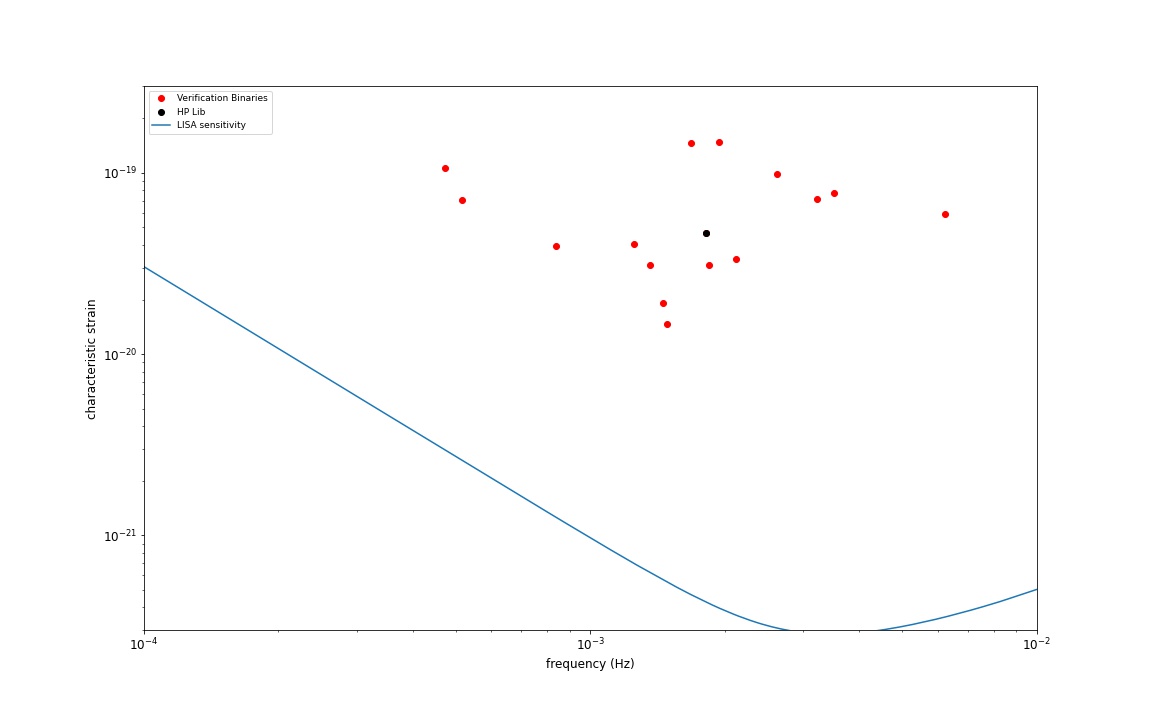 Verification Binaries
HP Lib
LISA sensitivity
10⁻¹⁹
10⁻²⁰
10⁻²¹
characteristic strain
10⁻⁴
10⁻³
10⁻²
frequency (Hz)